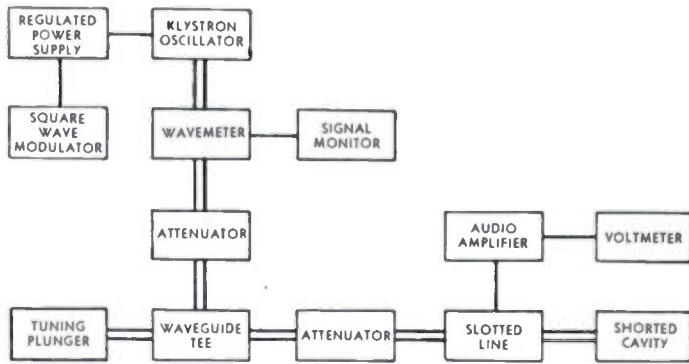 REGULATED
POWER
SUPPLY
KLYSTRON
OSCILLATOR
SQUARE
WAVE
MODULATOR
WAVEMETER
SIGNAL
MONITOR
ATTENUATOR
AUDIO
AMPLIFIER
VOLTMETER
TUNING
PLUNGER
WAVEGUIDE
TEE
ATTENUATOR
SLOTTED
LINE
SHORTED
CAVITY